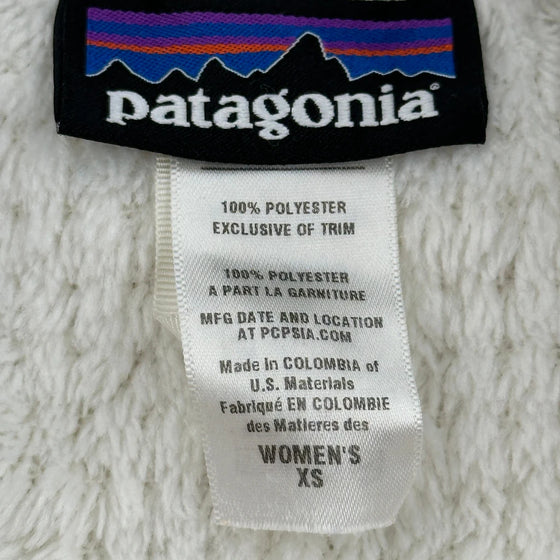 patagonia®
100% POLYESTER
EXCLUSIVE OF TRIM
100% POLYESTER
A PART LA GARNITURE
MFG DATE AND LOCATION
AT PCPSIA.COM
Made in COLOMBIA of
U.S. Materials
Fabriqué EN COLOMBIE
des Matieres des
WOMEN'S
XS